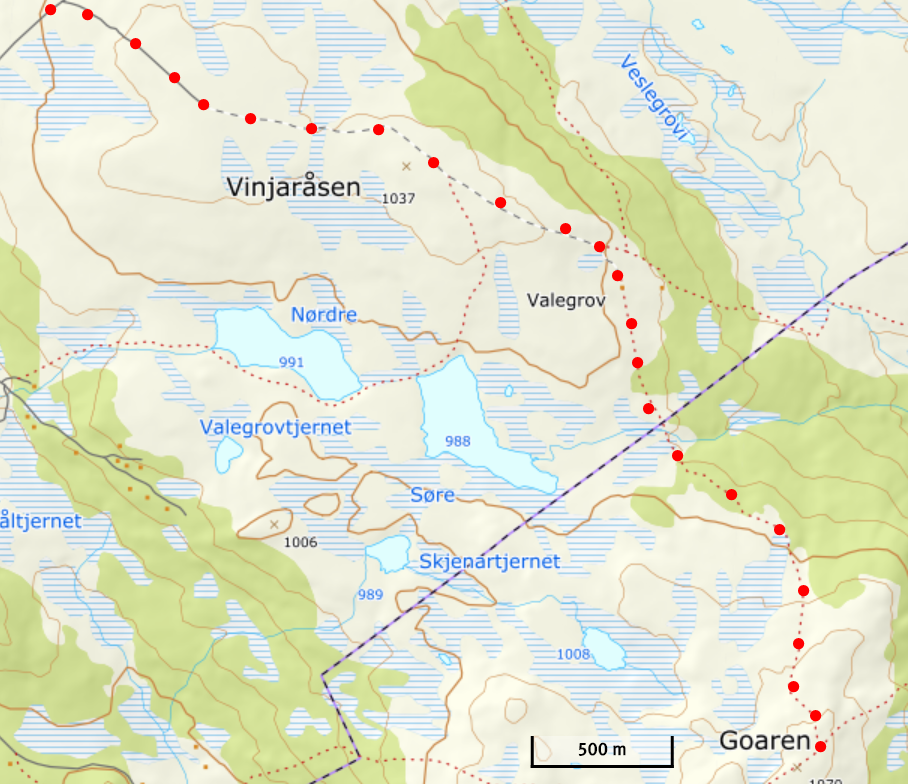 Veslegrovi
Vinjaråsen
1037
Valegrov
Nørdre
991
Valegrovtjernet
988
Søre
åltjernet
1006
Skjenartjernet
989
1008
Goaren
500 m